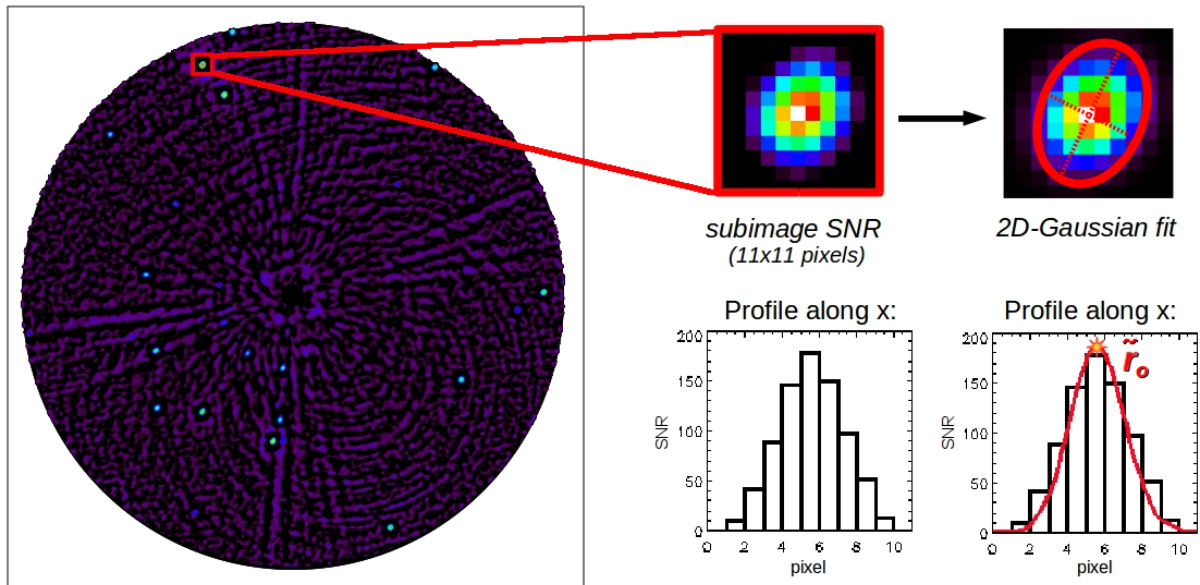 subimage SNR
(11x11 pixels)
2D-Gaussian fit
Profile along x:
Profile along x:
200
150
100
50
0
SNR
0 2 4 6 8 10
pixel
200
150
100
50
0
SNR
r̃₀
0 2 4 6 8 10
pixel